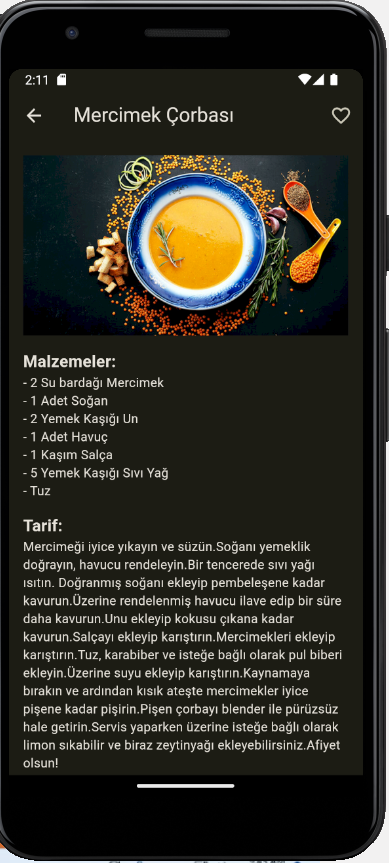 2:11
Mercimek Çorbası
Malzemeler:
- 2 Su bardağı Mercimek
- 1 Adet Soğan
- 2 Yemek Kaşığı Un
- 1 Adet Havuç
- 1 Kaşım Salça
- 5 Yemek Kaşığı Sıvı Yağ
- Tuz
Tarif:
Mercimeği iyice yıkayın ve süzün.Soğanı yemeklik
doğrayın, havucu rendeleyin.Bir tencerede sıvı yağı
ısıtın. Doğranmış soğanı ekleyip pembeleşene kadar
kavurun.Üzerine rendelenmiş havucu ilave edip bir süre
daha kavurun.Unu ekleyip kokusu çıkana kadar
kavurun.Salçayı ekleyip karıştırın.Mercimekleri ekleyip
karıştırın.Tuz, karabiber ve isteğe bağlı olarak pul biberi
ekleyin.Üzerine suyu ekleyip karıştırın.Kaynamaya
bırakın ve ardından kısık ateşte mercimekler iyice
pişene kadar pişirin.Pişen çorbayı blender ile pürüzsüz
hale getirin.Servis yaparken üzerine isteğe bağlı olarak
limon sıkabilir ve biraz zeytinyağı ekleyebilirsiniz.Afiyet
olsun!